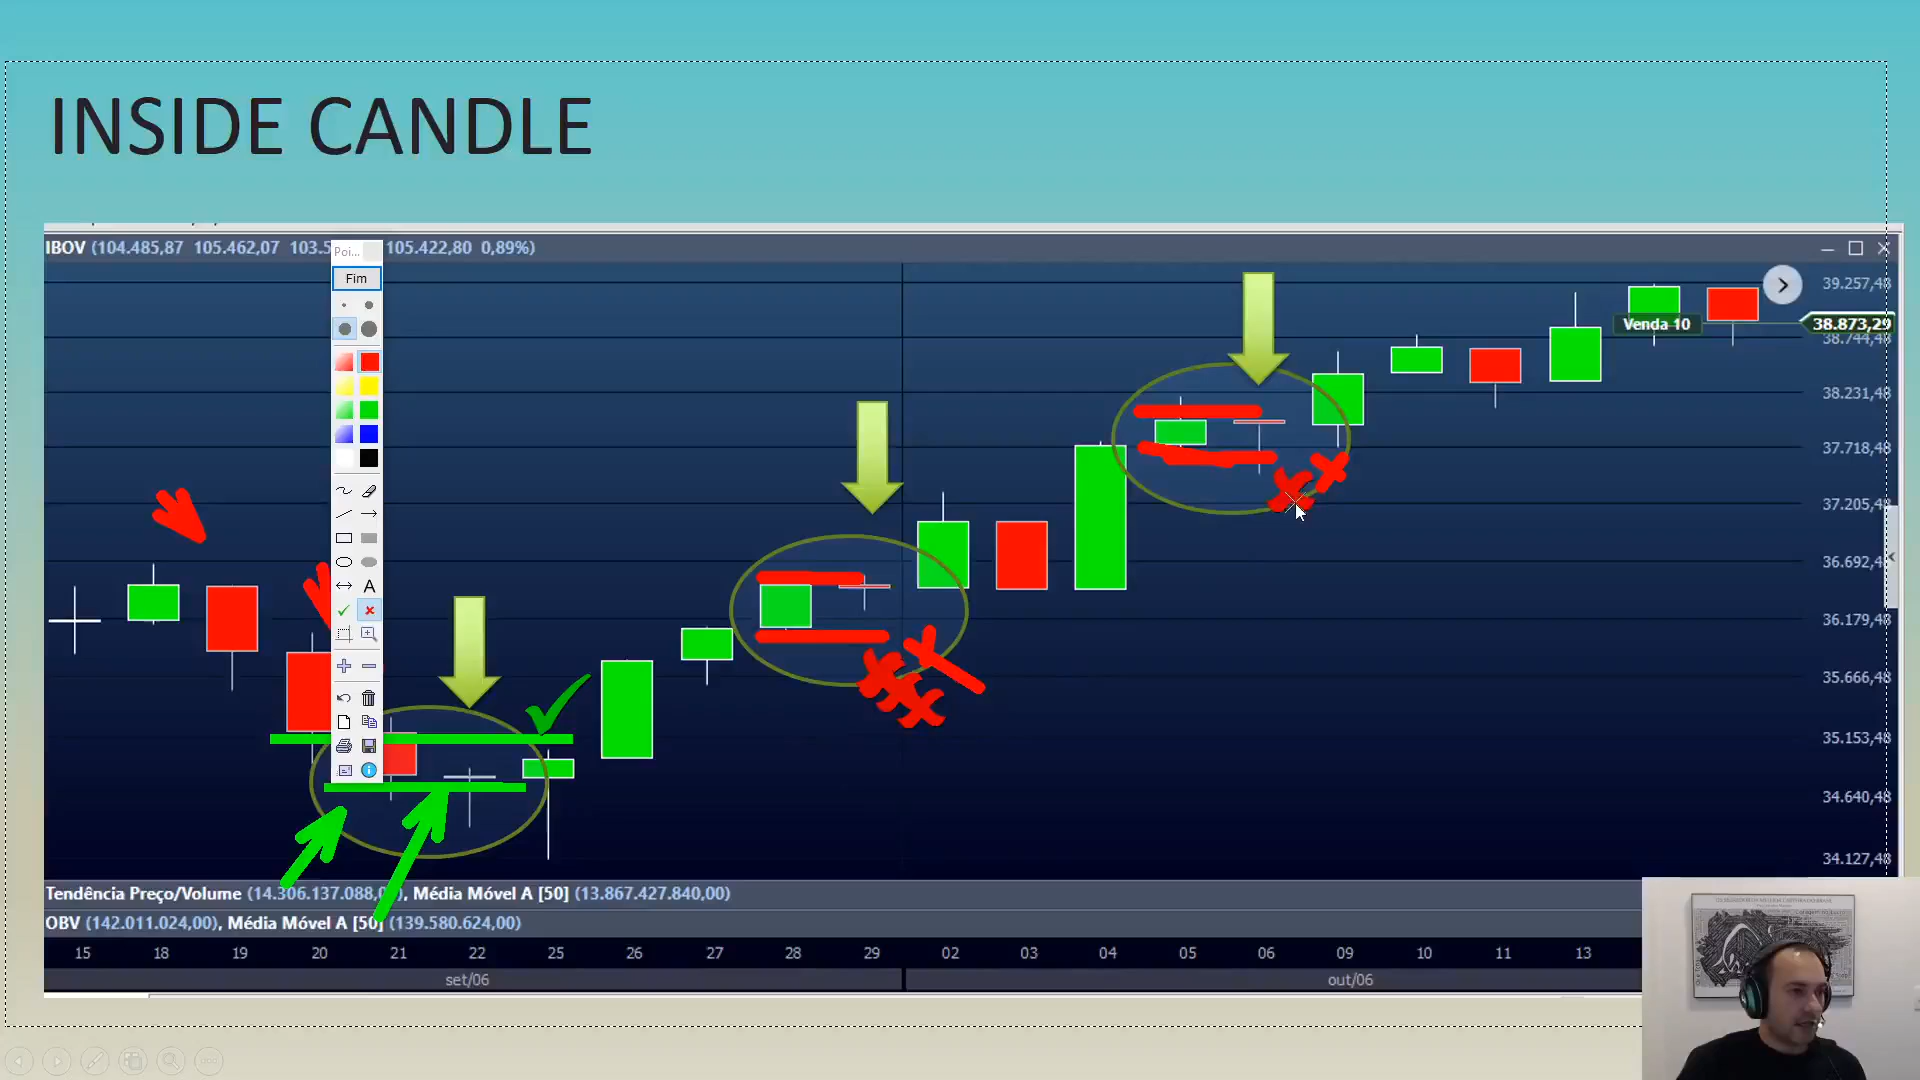 INSIDE CANDLE
IBOV (104.485,87 105.462,07 103.5 105.422,80 0,89%)
Poi...
Fim
A
39.257,48
Venda 10
38.873,29
38.744,48
38.231,48
37.718,48
37.205,48
36.692,48
36.179,48
35.666,48
35.153,48
34.640,48
34.127,48
Tendência Preço/Volume (14.306.137.088,0), Média Móvel A [50] (13.867.427.840,00)
OBV (142.011.024,00), Média Móvel A [50] (139.580.624,00)
15 18 19 20 21 22 25 26 27 28 29 02 03 04 05 06 09 10 11 13
set/06 out/06